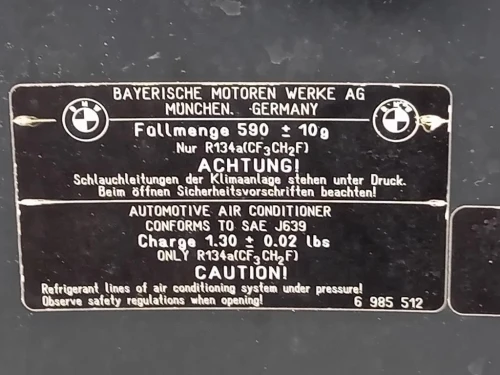 BAYERISCHE MOTOREN WERKE AG
MÜNCHEN. GERMANY
BMW
BMW
Füllmenge 590 ± 10g
Nur R134a(CF₃CH₂F)
ACHTUNG!
Schlauchleitungen der Klimaanlage stehen unter Druck.
Beim öffnen Sicherheitsvorschriften beachten!
AUTOMOTIVE AIR CONDITIONER
CONFORMS TO SAE J639
Charge 1.30 ± 0.02 lbs
ONLY R134a(CF₃CH₂F)
CAUTION!
Refrigerant lines of air conditioning system under pressure!
Observe safety regulations when opening!
6 985 512